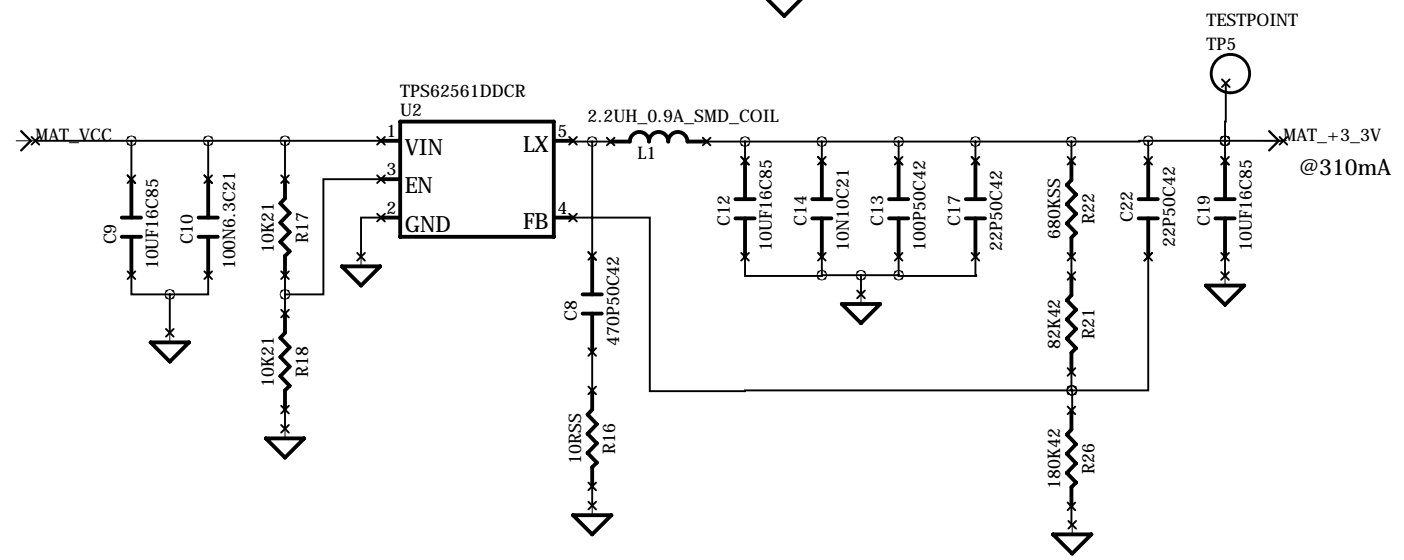 TESTPOINT
TP5
TPS62561DDCR
U2
2.2UH_0.9A_SMD_COIL
L1
MAT_VCC
MAT_+3_3V
@310mA
1
VIN
LX
5
3
EN
2
GND
FB
4
C9
10UF16C85
C10
100N6.3C21
10K21
R17
10K21
R18
C8
470P50C42
10RSS
R16
C12
10UF16C85
C14
10N10C21
C13
100P50C42
C17
22P50C42
680KSS
R22
82K42
R21
180K42
R26
C22
22P50C42
C19
10UF16C85